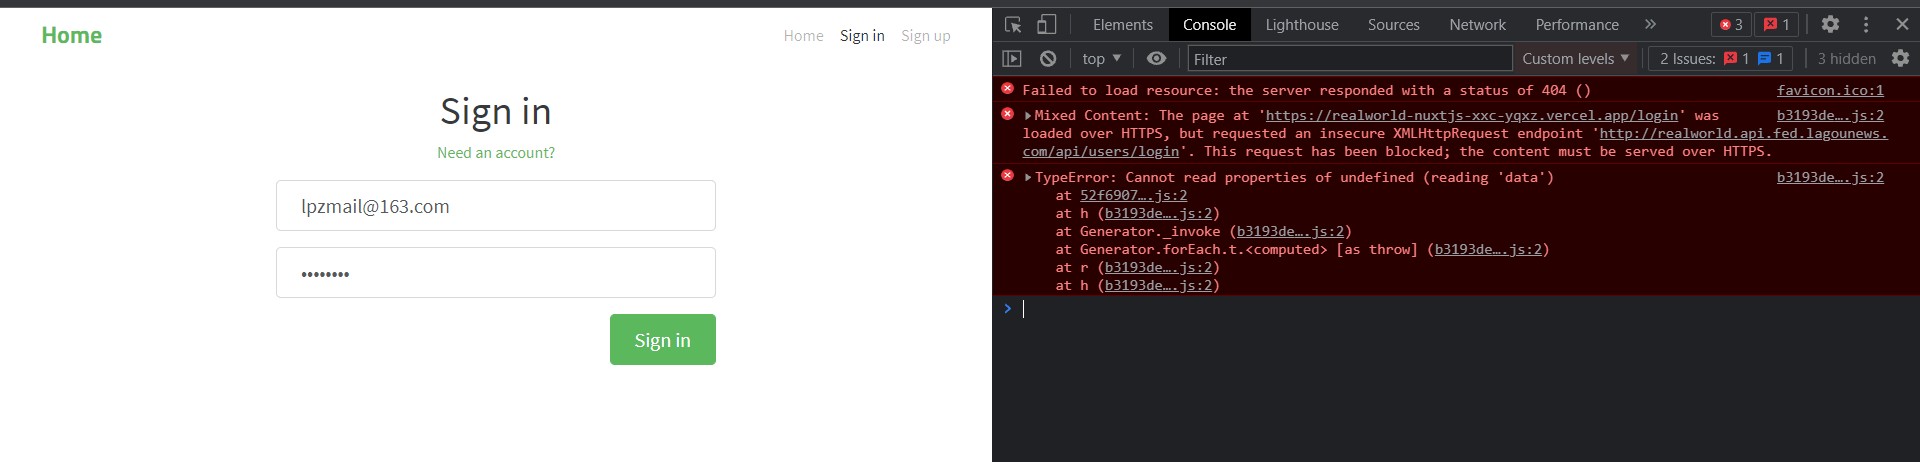 Home
Home Sign in Sign up
Sign in
Need an account?
lpzmail@163.com
••••••••
Sign in
Elements Console Lighthouse Sources Network Performance » 3 1
top ▼ Filter Custom levels ▼ 2 Issues: 1 1 3 hidden
Failed to load resource: the server responded with a status of 404 () favicon.ico:1
▶Mixed Content: The page at 'https://realworld-nuxtjs-xxc-yqxz.vercel.app/login' was b3193de….js:2
loaded over HTTPS, but requested an insecure XMLHttpRequest endpoint 'http://realworld.api.fed.lagounews.
com/api/users/login'. This request has been blocked; the content must be served over HTTPS.
▶TypeError: Cannot read properties of undefined (reading 'data') b3193de….js:2
at 52f6907….js:2
at h (b3193de….js:2)
at Generator._invoke (b3193de….js:2)
at Generator.forEach.t.<computed> [as throw] (b3193de….js:2)
at r (b3193de….js:2)
at h (b3193de….js:2)
>